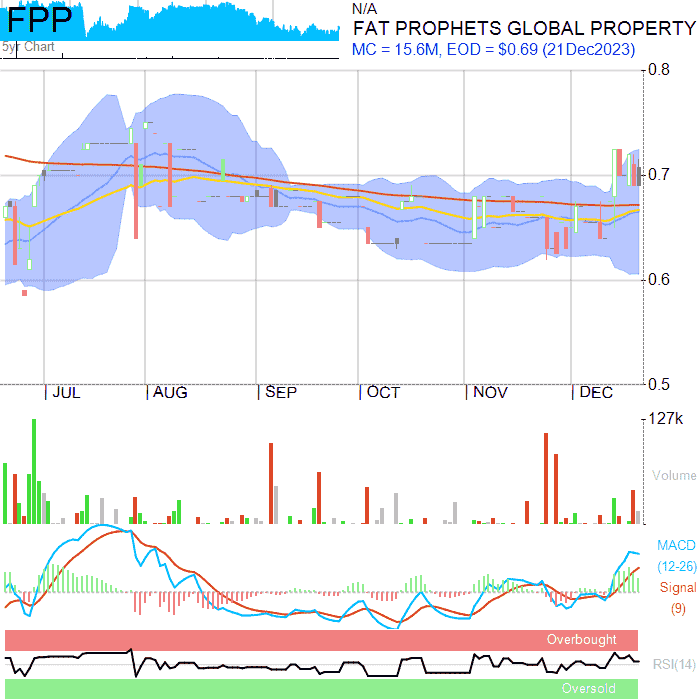 FPP
5yr Chart
N/A
FAT PROPHETS GLOBAL PROPERTY
MC = 15.6M, EOD = $0.69 (21Dec2023)
0.8
0.7
0.6
0.5
JUL AUG SEP OCT NOV DEC
127k
Volume
MACD
(12-26)
Signal
(9)
Overbought
RSI(14)
Oversold